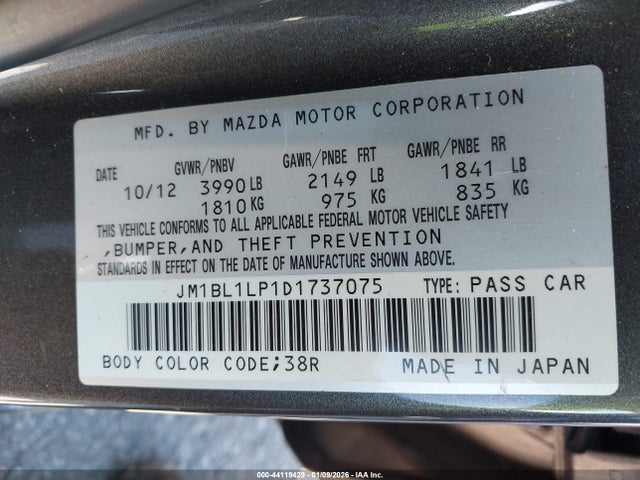 MFD. BY MAZDA MOTOR CORPORATION
DATE GVWR/PNBV GAWR/PNBE FRT GAWR/PNBE RR
10/12 3990 LB 2149 LB 1841 LB
1810 KG 975 KG 835 KG
THIS VEHICLE CONFORMS TO ALL APPLICABLE FEDERAL MOTOR VEHICLE SAFETY
,BUMPER,AND THEFT PREVENTION
STANDARDS IN EFFECT ON THE DATE OF MANUFACTURE SHOWN ABOVE.
JM1BL1LP1D1737075 TYPE: PASS CAR
BODY COLOR CODE;38R MADE IN JAPAN
000-44119429 - 01/09/2026 - IAA Inc.